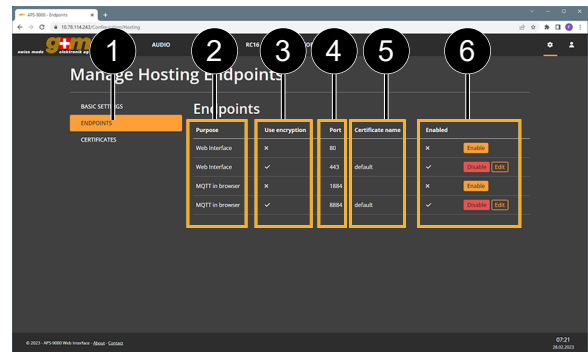 APS-9000 - Endpoints
10.78.114.243/Configuration/Hosting
swiss made g+m elektronik ag
AUDIO
RC16
1 2 3 4 5 6
Manage Hosting Endpoints
BASIC SETTINGS
ENDPOINTS
CERTIFICATES
Endpoints
Purpose Use encryption Port Certificate name Enabled
Web Interface × 80 × Enable
Web Interface ✓ 443 default ✓ Disable Edit
MQTT in browser × 1884 × Enable
MQTT in browser ✓ 8884 default ✓ Disable Edit
© 2023 - APS-9000 Web Interface - About - Contact
07:21
28.02.2023